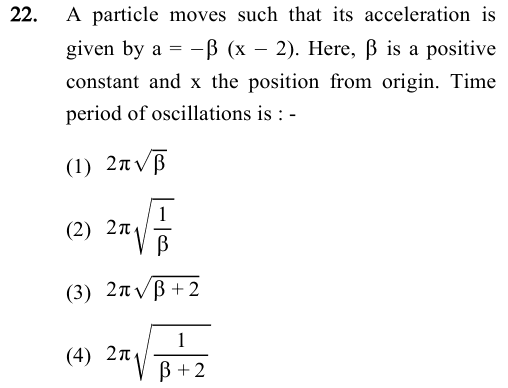 22. A particle moves such that its acceleration is
given by a = −β (x − 2). Here, β is a positive
constant and x the position from origin. Time
period of oscillations is : -
(1) 2π√β
(2) 2π√(1/β)
(3) 2π√(β + 2)
(4) 2π√(1/(β + 2))